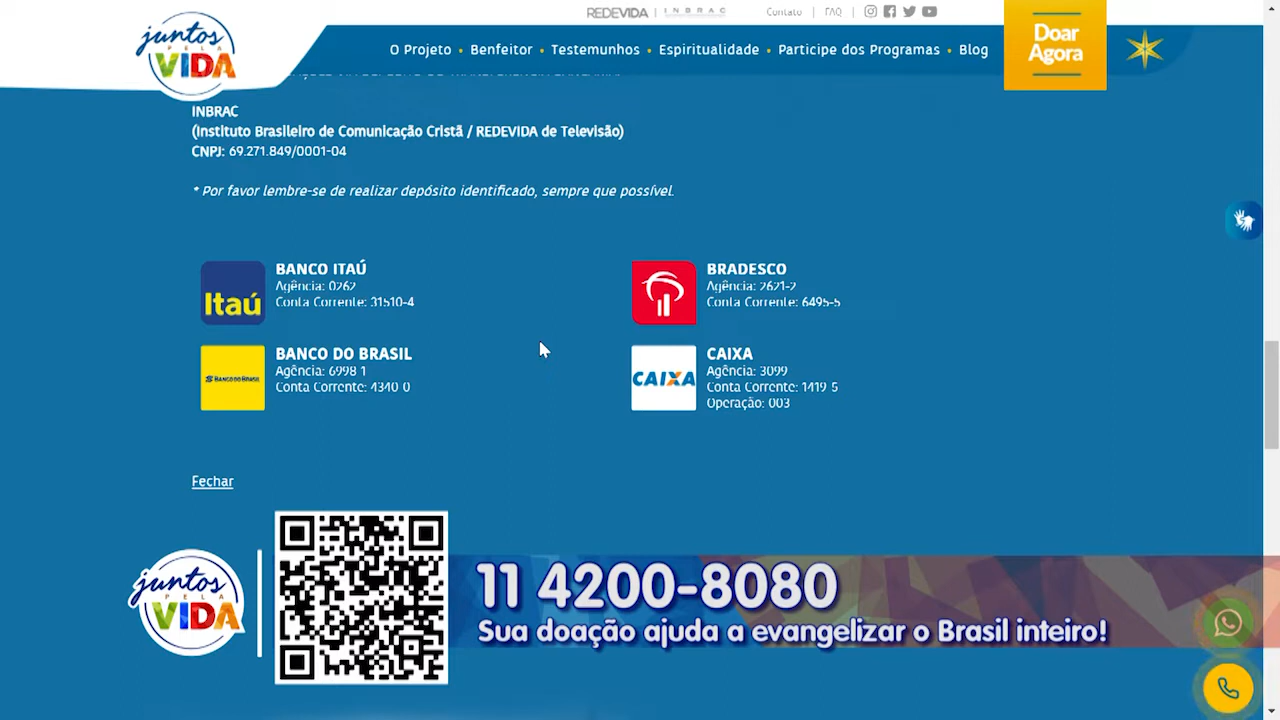 REDEVIDA | INBRAC
Contato | FAQ |
juntos
PELA
VIDA
O Projeto • Benfeitor • Testemunhos • Espiritualidade • Participe dos Programas • Blog
Doar
Agora
INBRAC
(Instituto Brasileiro de Comunicação Cristã / REDEVIDA de Televisão)
CNPJ: 69.271.849/0001-04
* Por favor lembre-se de realizar depósito identificado, sempre que possível.
Itaú
BANCO ITAÚ
Agência: 0262
Conta Corrente: 31510-4
BRADESCO
Agência: 2621-2
Conta Corrente: 6495-5
BANCO DO BRASIL
BANCO DO BRASIL
Agência: 6998 1
Conta Corrente: 4340 0
CAIXA
CAIXA
Agência: 3099
Conta Corrente: 1419 5
Operação: 003
Fechar
juntos
PELA
VIDA
11 4200-8080
Sua doação ajuda a evangelizar o Brasil inteiro!